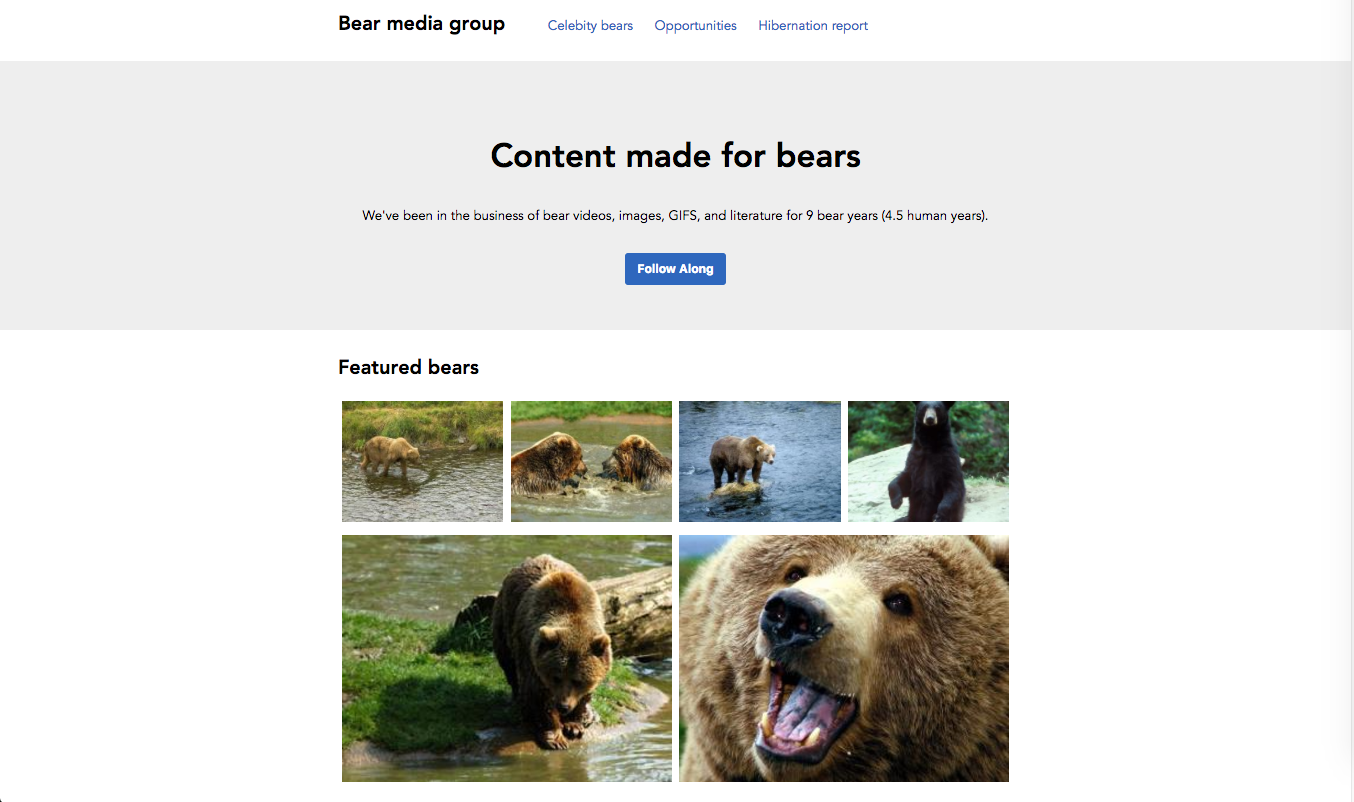 Bear media group
Celebity bears
Opportunities
Hibernation report
Content made for bears
We've been in the business of bear videos, images, GIFS, and literature for 9 bear years (4.5 human years).
Follow Along
Featured bears